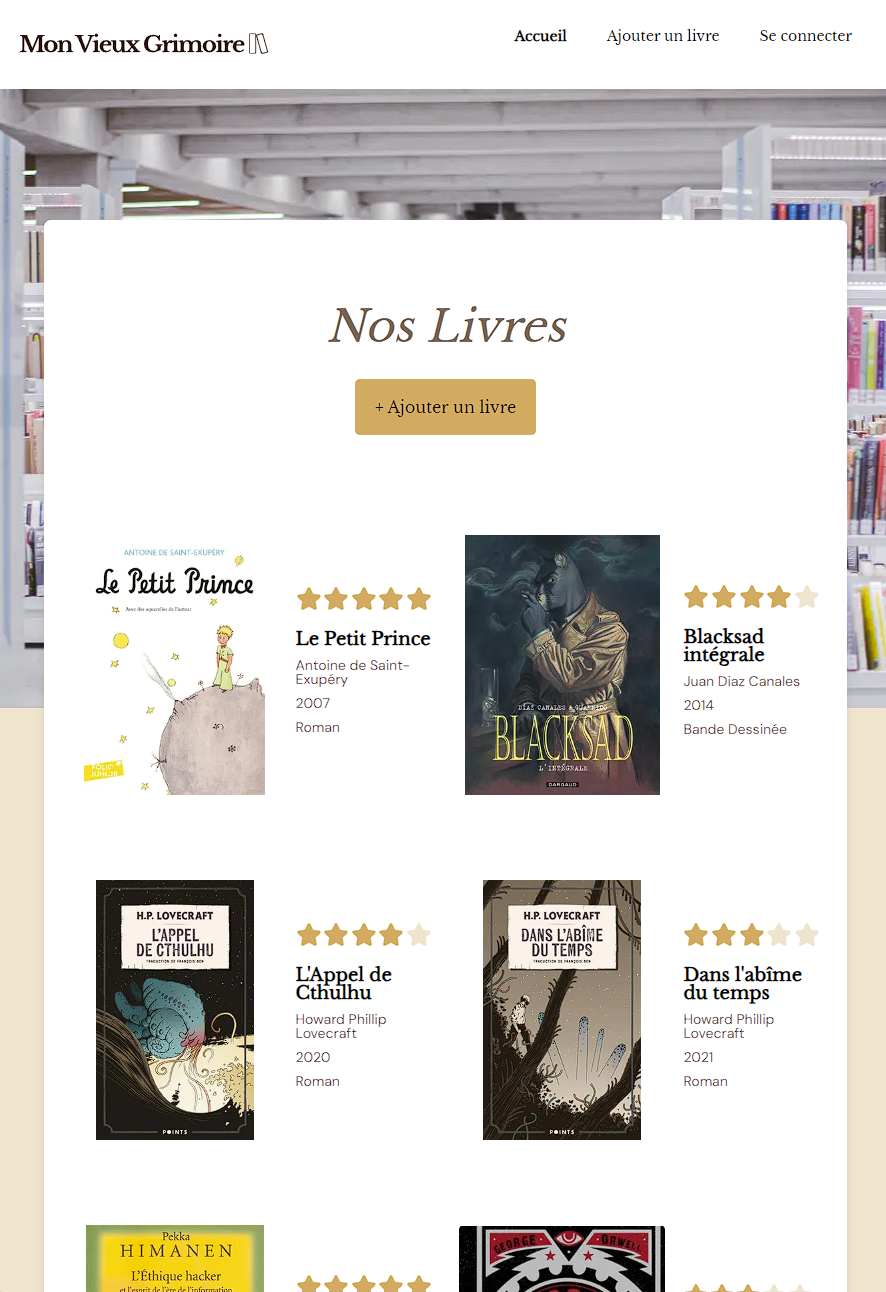 Mon Vieux Grimoire
Accueil
Ajouter un livre
Se connecter
Nos Livres
+ Ajouter un livre
ANTOINE DE SAINT-EXUPÉRY
Le Petit Prince
Avec des aquarelles de l'auteur
FOLIO
JUNIOR
Le Petit Prince
Antoine de Saint-
Exupéry
2007
Roman
DÍAZ CANALES & GUARNIDO
BLACKSAD
L'INTÉGRALE
DARGAUD
Blacksad
intégrale
Juan Diaz Canales
2014
Bande Dessinée
H.P. LOVECRAFT
L'APPEL
DE CTHULHU
TRADUCTION DE FRANÇOIS BON
POINTS
L'Appel de
Cthulhu
Howard Phillip
Lovecraft
2020
Roman
H.P. LOVECRAFT
DANS L'ABÎME
DU TEMPS
TRADUCTION DE FRANÇOIS BON
POINTS
Dans l'abîme
du temps
Howard Phillip
Lovecraft
2021
Roman
Pekka
HIMANEN
L'Éthique hacker
et l'esprit de l'ère de l'information
GEORGE ORWELL